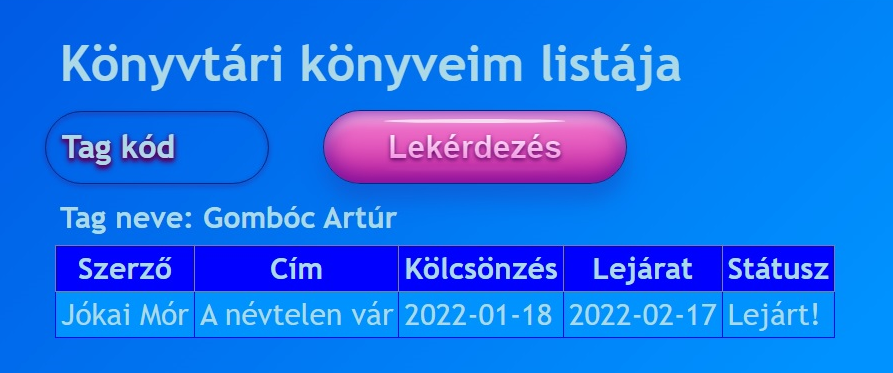 Könyvtári könyveim listája
Tag kód Lekérdezés
Tag neve: Gombóc Artúr
Szerző Cím Kölcsönzés Lejárat Státusz
Jókai Mór A névtelen vár 2022-01-18 2022-02-17 Lejárt!